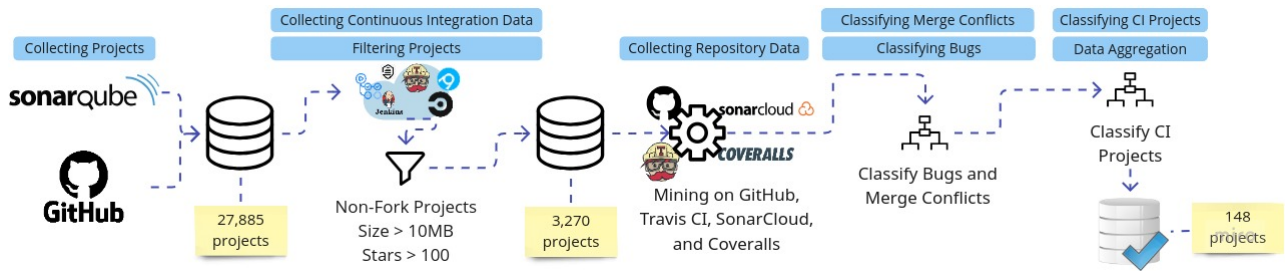 Collecting Projects
Collecting Continuous Integration Data
Filtering Projects
Collecting Repository Data
Classifying Merge Conflicts
Classifying Bugs
Classifying CI Projects
Data Aggregation
sonarqube
GitHub
27,885
projects
Jenkins
Non-Fork Projects
Size > 10MB
Stars > 100
3,270
projects
sonarcloud
COVERALLS
Mining on GitHub,
Travis CI, SonarCloud,
and Coveralls
Classify Bugs and
Merge Conflicts
Classify CI
Projects
148
projects
miro